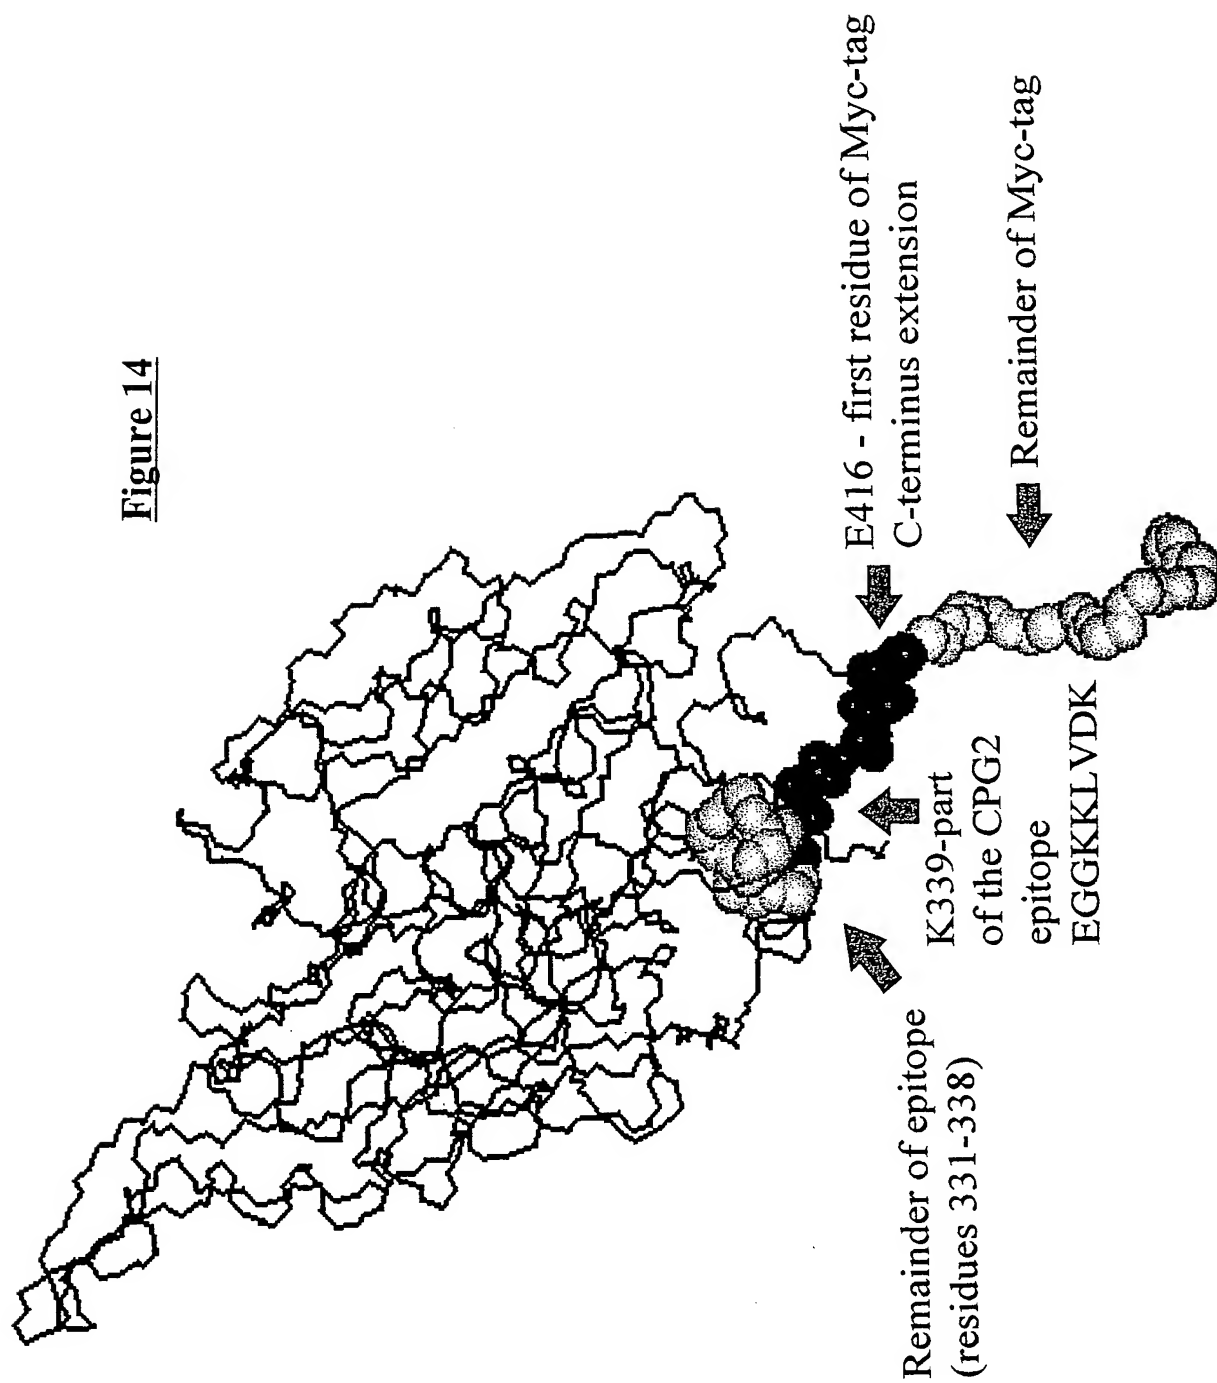 Figure 14
E416 - first residue of Myc-tag
C-terminus extension
Remainder of Myc-tag
K339-part
of the CPG2
epitope
EGGKKLVDK
Remainder of epitope
(residues 331-338)